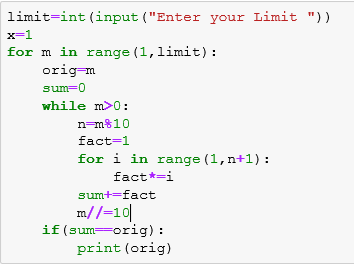 limit=int(input("Enter your Limit "))
x=1
for m in range(1,limit):
    orig=m
    sum=0
    while m>0:
        n=m%10
        fact=1
        for i in range(1,n+1):
            fact*=i
        sum+=fact
        m//=10
    if(sum==orig):
        print(orig)